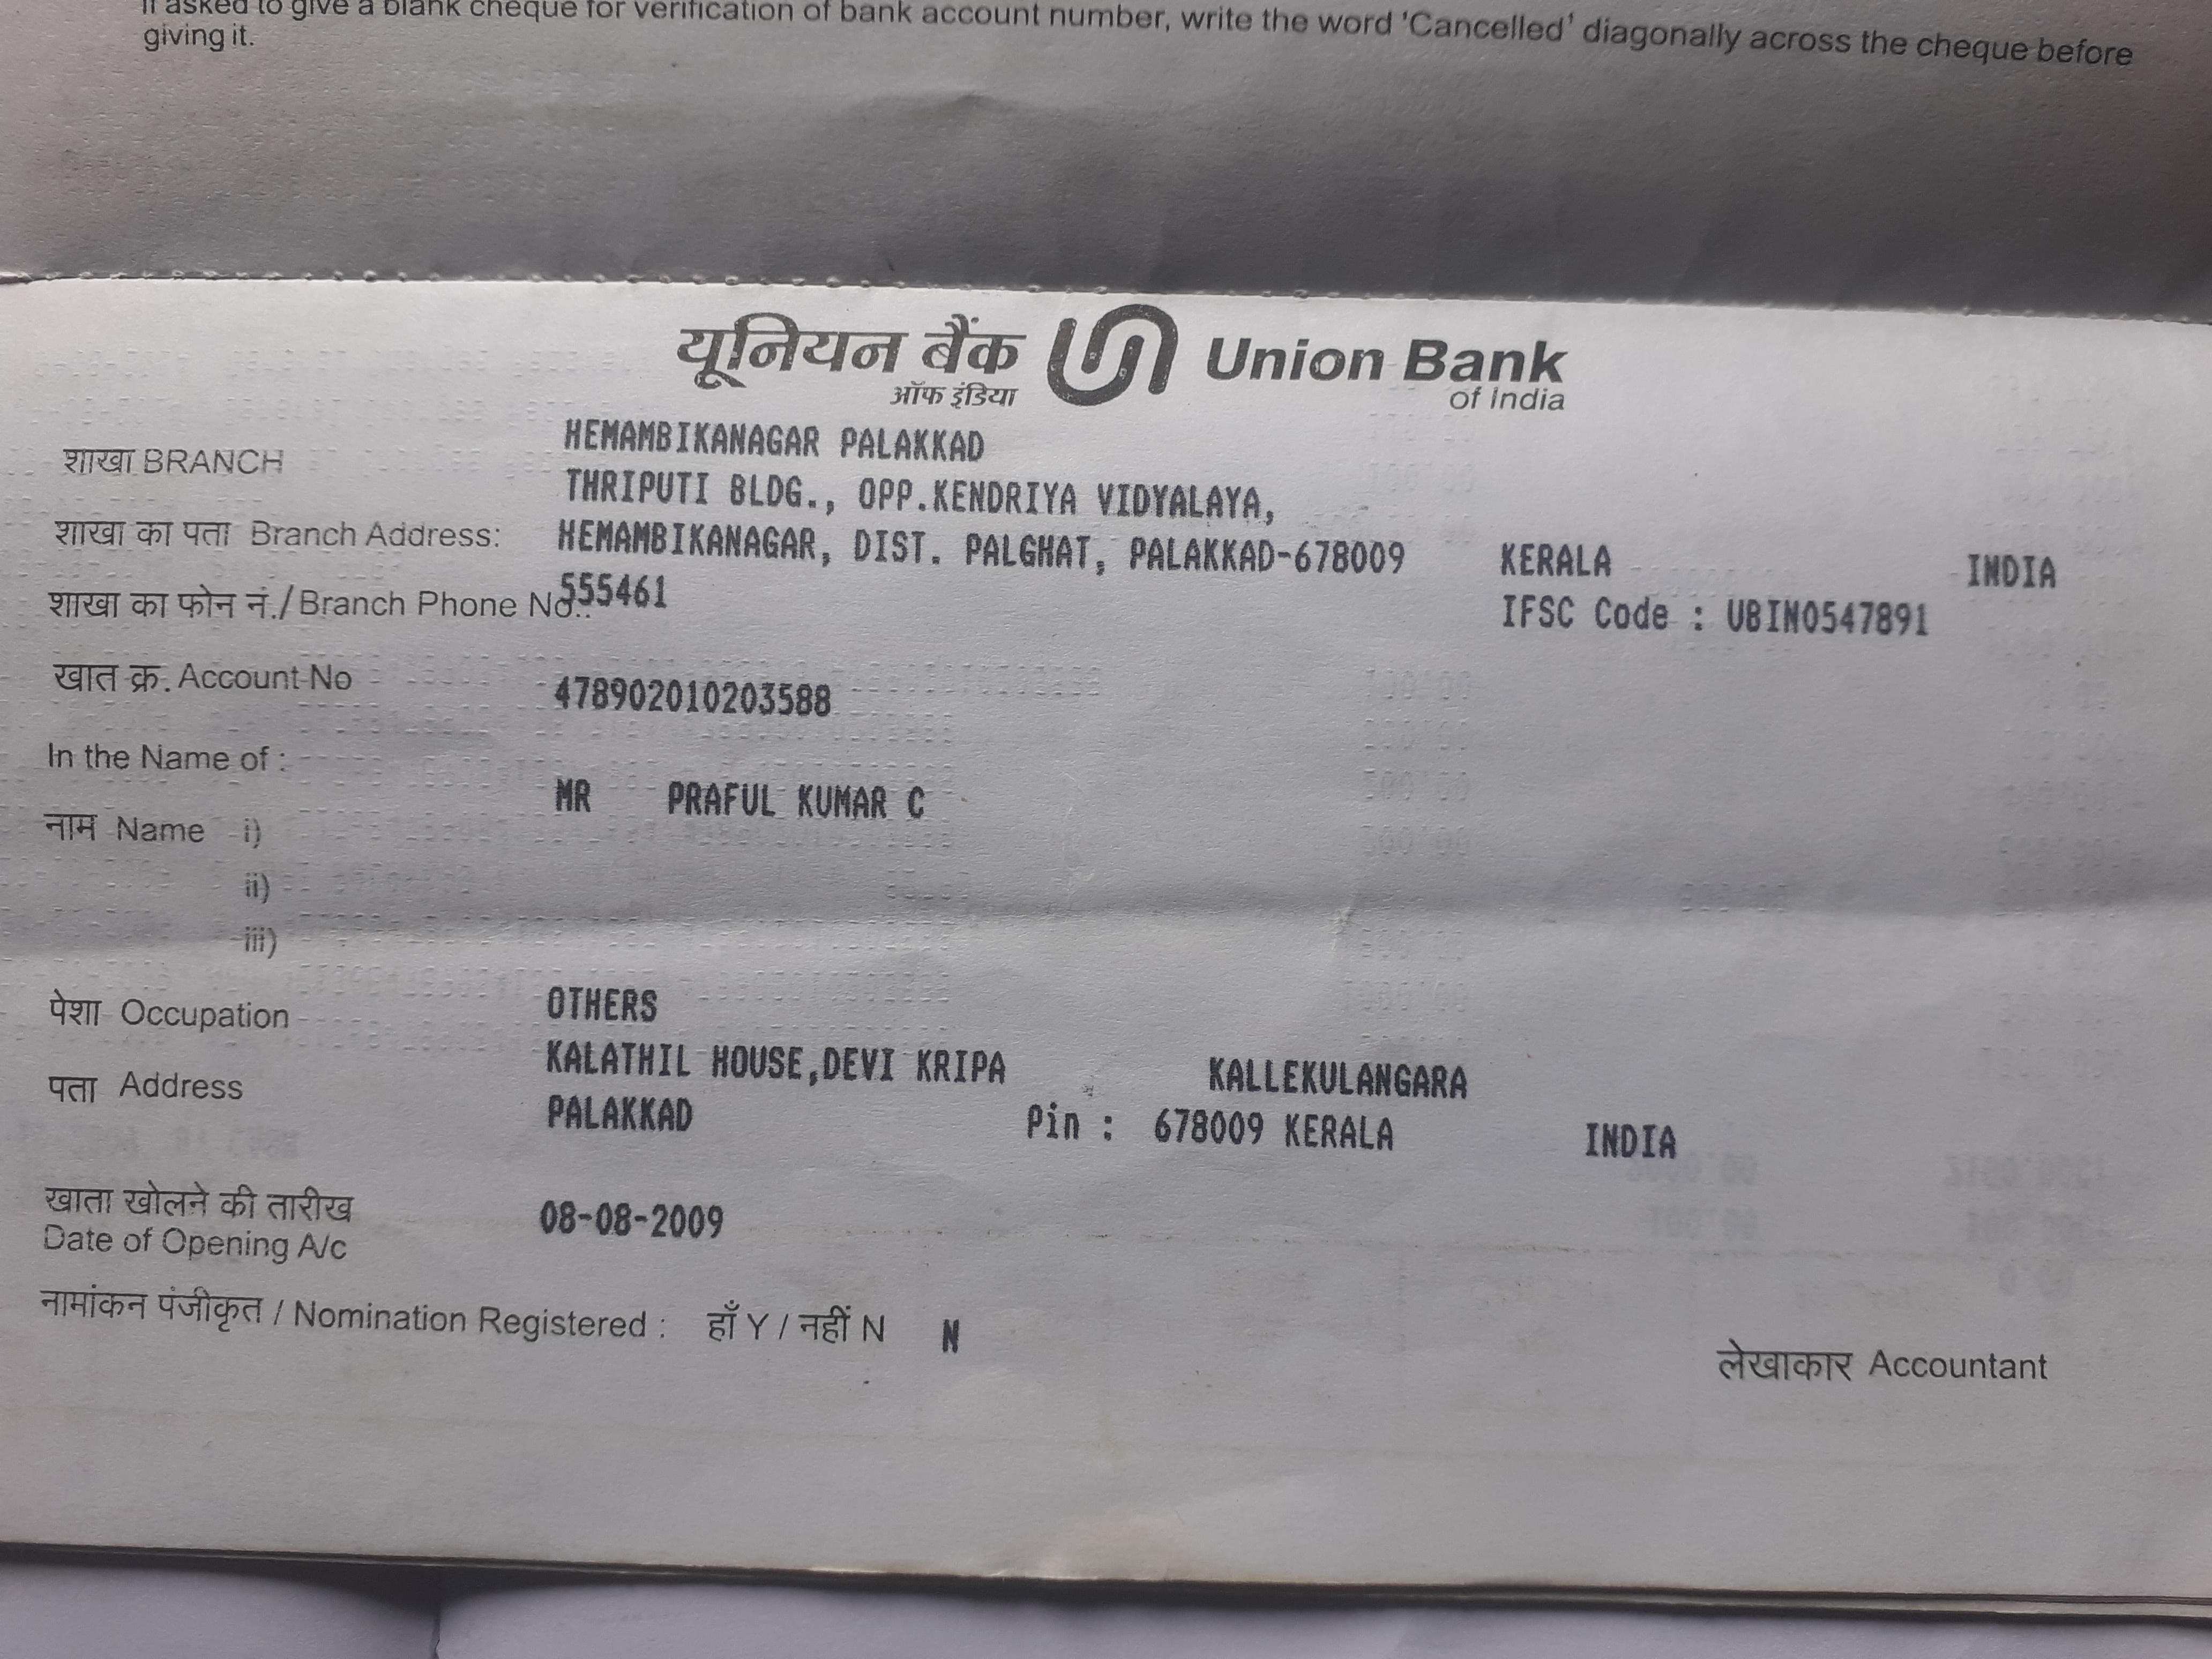 If asked to give a blank cheque for verification of bank account number, write the word 'Cancelled' diagonally across the cheque before
giving it.
यूनियन बैंक Union Bank
ऑफ इंडिया of India
शाखा BRANCH HEMAMBIKANAGAR PALAKKAD
THRIPUTI BLDG., OPP.KENDRIYA VIDYALAYA,
शाखा का पता Branch Address: HEMAMBIKANAGAR, DIST. PALGHAT, PALAKKAD-678009 KERALA INDIA
शाखा का फोन नं./Branch Phone No.: 555461 IFSC Code : UBIN0547891
खात क्र. Account No 478902010203588
In the Name of :
नाम Name i) MR PRAFUL KUMAR C
ii)
iii)
पेशा Occupation OTHERS
पता Address KALATHIL HOUSE,DEVI KRIPA KALLEKULANGARA
PALAKKAD Pin : 678009 KERALA INDIA
खाता खोलने की तारीख
Date of Opening A/c 08-08-2009
नामांकन पंजीकृत / Nomination Registered : हाँ Y / नहीं N N
लेखाकार Accountant